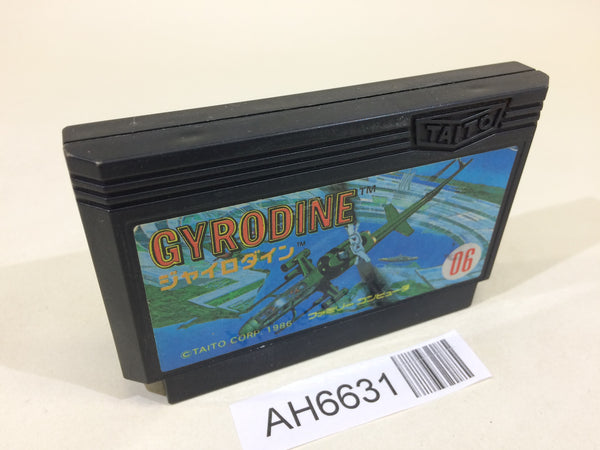 TAITO
GYRODINE™
ジャイロダイン™
06
ファミリー コンピュータ
© TAITO CORP. 1986
AH6631